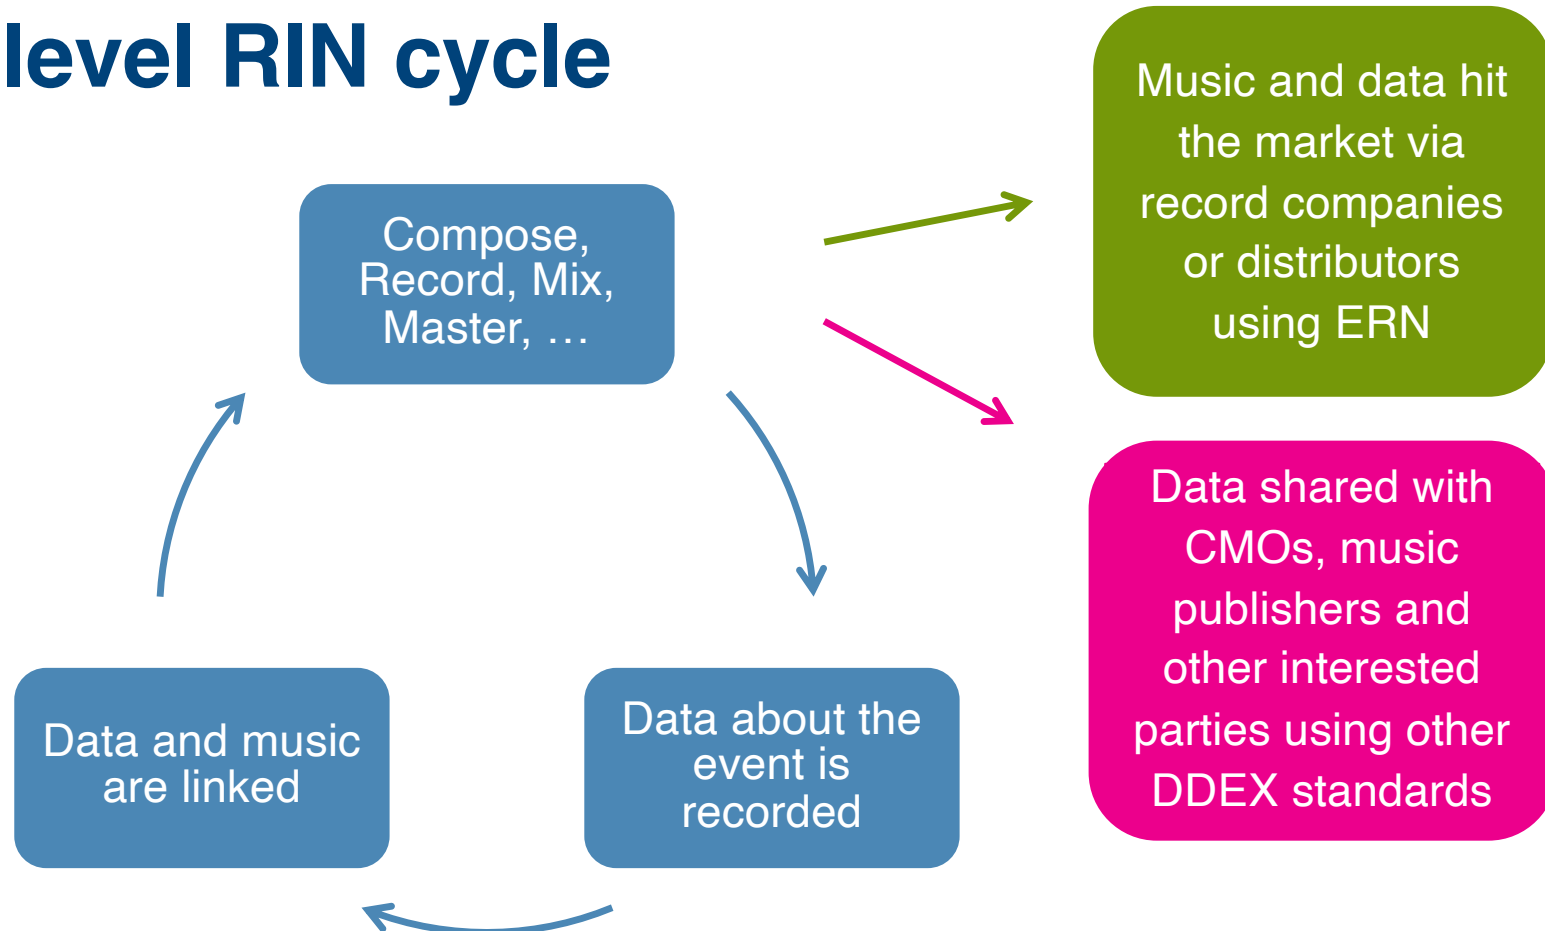 level RIN cycle
Compose,
Record, Mix,
Master, …
Data about the
event is
recorded
Data and music
are linked
Music and data hit
the market via
record companies
or distributors
using ERN
Data shared with
CMOs, music
publishers and
other interested
parties using other
DDEX standards